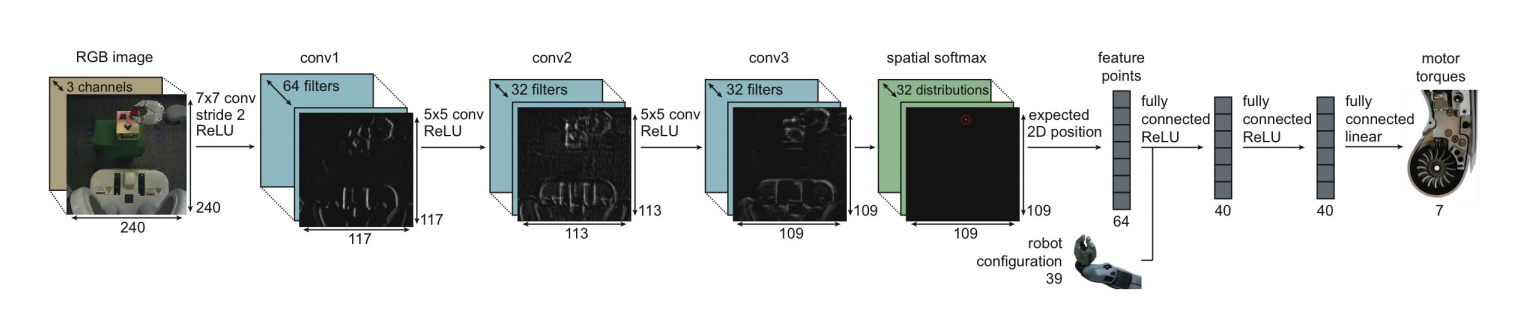 RGB image
3 channels
240
240
7x7 conv
stride 2
ReLU
conv1
64 filters
117
117
5x5 conv
ReLU
conv2
32 filters
113
113
5x5 conv
ReLU
conv3
32 filters
109
109
spatial softmax
32 distributions
109
109
expected
2D position
feature
points
64
robot
configuration
39
fully
connected
ReLU
40
fully
connected
ReLU
40
fully
connected
linear
motor
torques
7